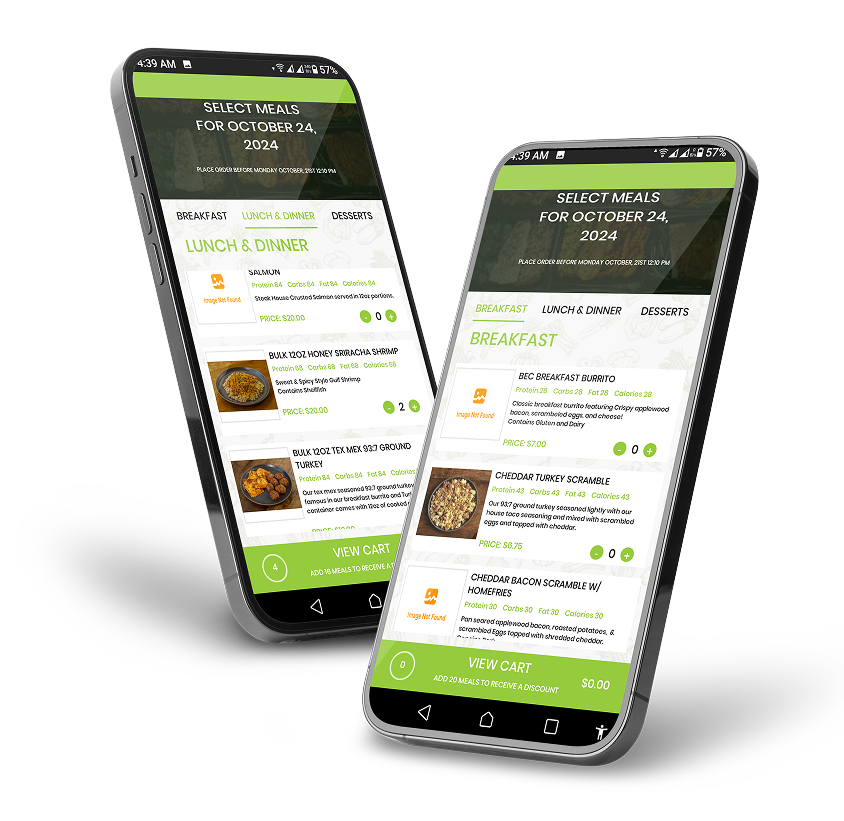 4:39 AM
57%
SELECT MEALS
FOR OCTOBER 24,
2024
PLACE ORDER BEFORE MONDAY OCTOBER, 21ST 12:10 PM
BREAKFAST LUNCH & DINNER DESSERTS
LUNCH & DINNER
SALMON
Protein 84 Carbs 84 Fat 84 Calories 84
Steak House Crusted Salmon served in 12oz portions.
Image Not Found
PRICE: $20.00
- 0 +
BULK 12OZ HONEY SRIRACHA SHRIMP
Protein 68 Carbs 68 Fat 68 Calories 68
Sweet & Spicy Style Gulf Shrimp
Contains Shellfish
PRICE: $20.00
- 2 +
BULK 12OZ TEX MEX 93:7 GROUND
TURKEY
Protein 84 Carbs 84 Fat 84 Calories
Our tex mex seasoned 93:7 ground turkey
famous in our breakfast burrito and
container comes with 12oz of cooked
4
VIEW CART
ADD 16 MEALS TO RECEIVE A
4:39 AM
57%
SELECT MEALS
FOR OCTOBER 24,
2024
PLACE ORDER BEFORE MONDAY OCTOBER, 21ST 12:10 PM
BREAKFAST LUNCH & DINNER DESSERTS
BREAKFAST
BEC BREAKFAST BURRITO
Protein 28 Carbs 28 Fat 28 Calories 28
Classic breakfast burrito featuring Crispy applewood
bacon, scrambeled eggs, and cheese!
Contains Gluten and Dairy
Image Not Found
PRICE: $7.00
- 0 +
CHEDDAR TURKEY SCRAMBLE
Protein 43 Carbs 43 Fat 43 Calories 43
Our 93:7 ground turkey seasoned lightly with our
house taco seasoning and mixed with scrambled
eggs and topped with cheddar.
PRICE: $6.75
- 0 +
CHEDDAR BACON SCRAMBLE W/
HOMEFRIES
Protein 30 Carbs 30 Fat 30 Calories 30
Image Not Found
Pan seared applewood bacon, roasted potatoes, &
scrambled Eggs topped with shredded cheddar.
0
VIEW CART
ADD 20 MEALS TO RECEIVE A DISCOUNT
$0.00